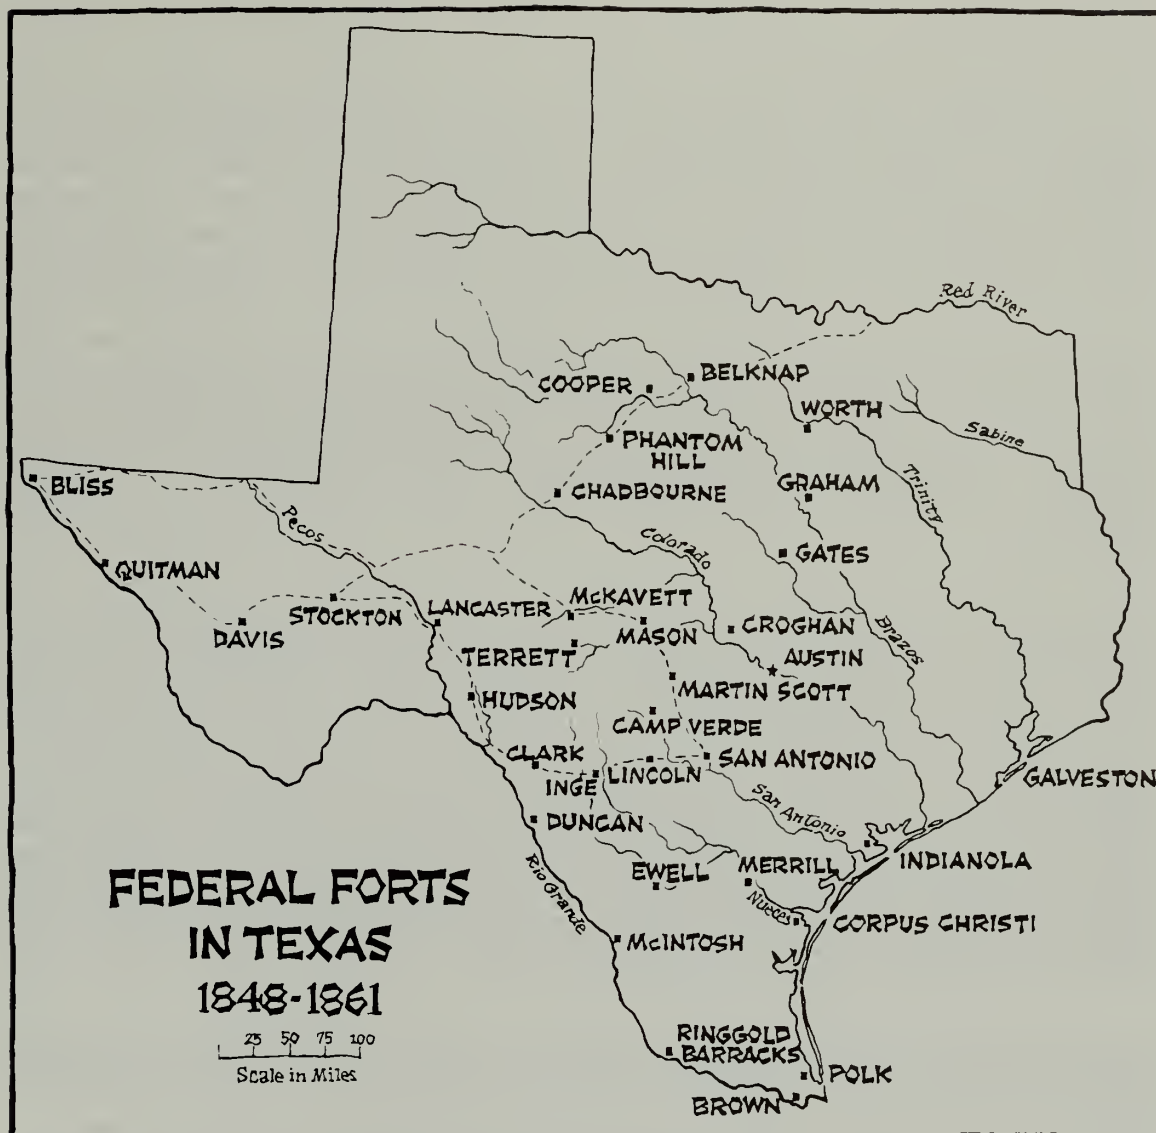 Red River
BELKNAP
COOPER
WORTH
Sabine
PHANTOM
HILL
BLISS
GRAHAM
CHADBOURNE
Trinity
Pecos
Colorado
GATES
QUITMAN
McKAVETT
STOCKTON
LANCASTER
DAVIS
MASON
CROGHAN
Brazos
TERRETT
AUSTIN
HUDSON
MARTIN SCOTT
CAMP VERDE
CLARK
SAN ANTONIO
INGE
LINCOLN
GALVESTON
San Antonio
DUNCAN
INDIANOLA
EWELL
MERRILL
Rio Grande
Nueces
CORPUS CHRISTI
FEDERAL FORTS
IN TEXAS
1848-1861
McINTOSH
25 50 75 100
Scale in Miles
RINGGOLD
BARRACKS
POLK
BROWN